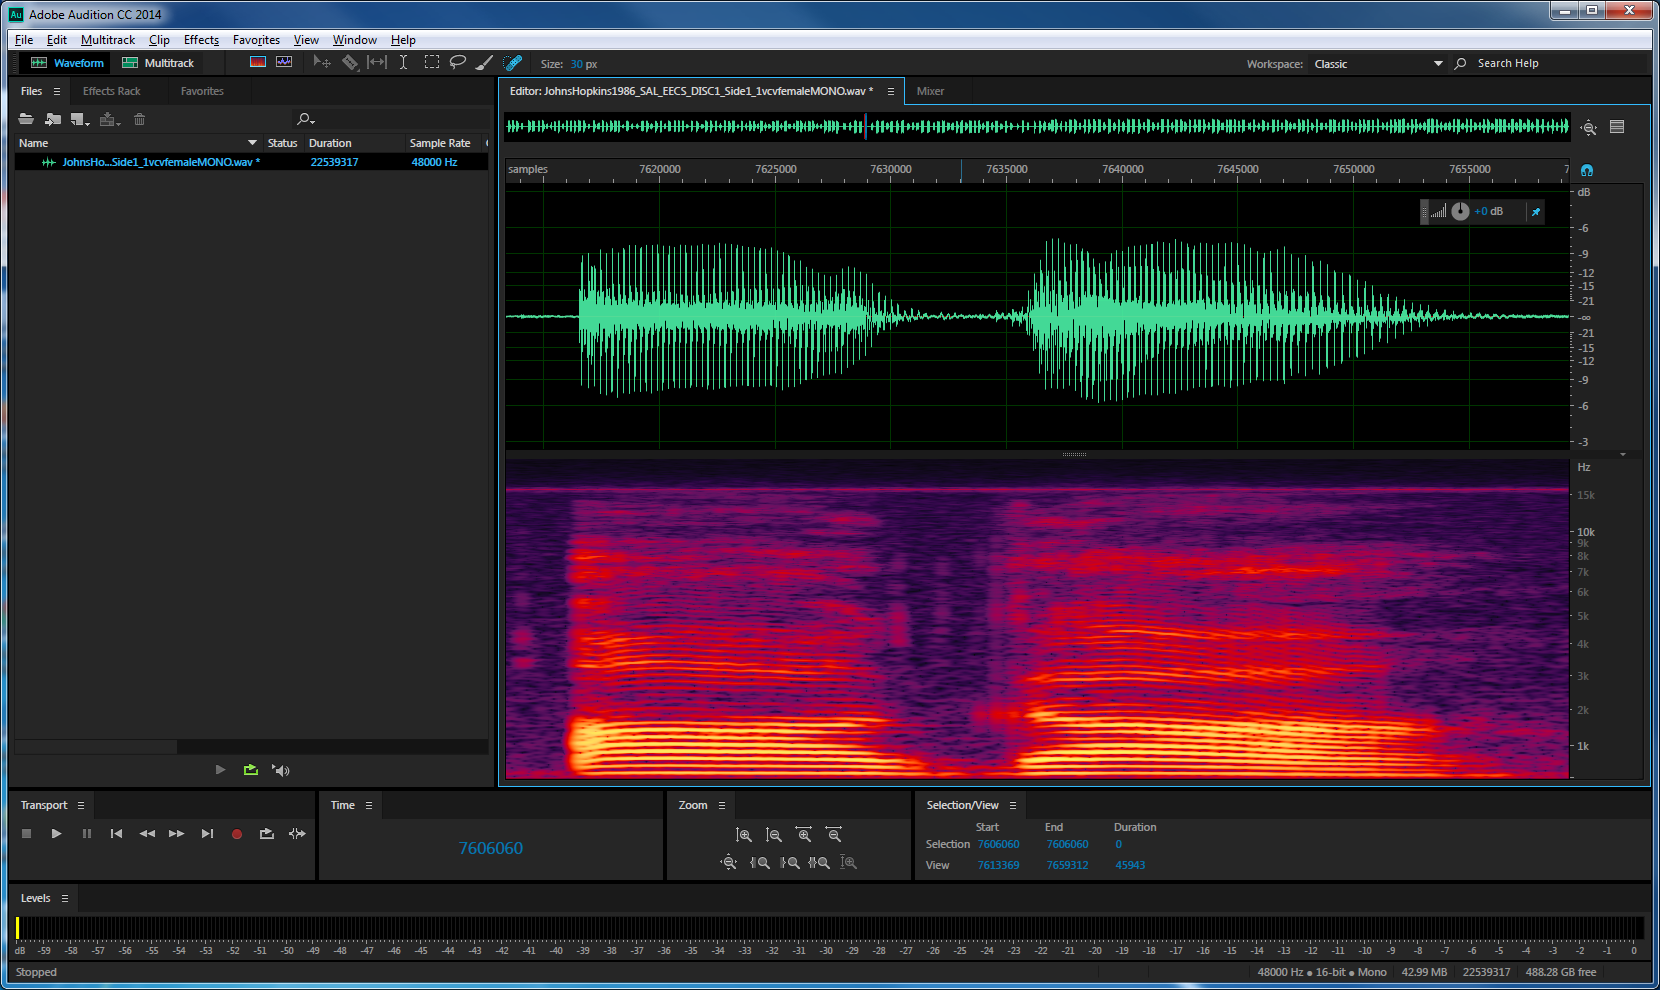 Au Adobe Audition CC 2014
File Edit Multitrack Clip Effects Favorites View Window Help
Waveform Multitrack Size: 30 px Workspace: Classic Search Help
Files Effects Rack Favorites
Editor: JohnsHopkins1986_SAL_EECS_DISC1_Side1_1vcvfemaleMONO.wav * Mixer
Name Status Duration Sample Rate
JohnsHo...Side1_1vcvfemaleMONO.wav * 22539317 48000 Hz
samples 7620000 7625000 7630000 7635000 7640000 7645000 7650000 7655000 7
dB
+0 dB
-6
-9
-12
-15
-21
-∞
-21
-15
-12
-9
-6
-3
Hz
15k
10k
9k
8k
7k
6k
5k
4k
3k
2k
1k
Transport Time Zoom Selection/View
7606060
Start End Duration
Selection 7606060 7606060 0
View 7613369 7659312 45943
Levels
dB -59 -58 -57 -56 -55 -54 -53 -52 -51 -50 -49 -48 -47 -46 -45 -44 -43 -42 -41 -40 -39 -38 -37 -36 -35 -34 -33 -32 -31 -30 -29 -28 -27 -26 -25 -24 -23 -22 -21 -20 -19 -18 -17 -16 -15 -14 -13 -12 -11 -10 -9 -8 -7 -6 -5 -4 -3 -2 -1 0
Stopped 48000 Hz ● 16-bit ● Mono 42.99 MB 22539317 488.28 GB free